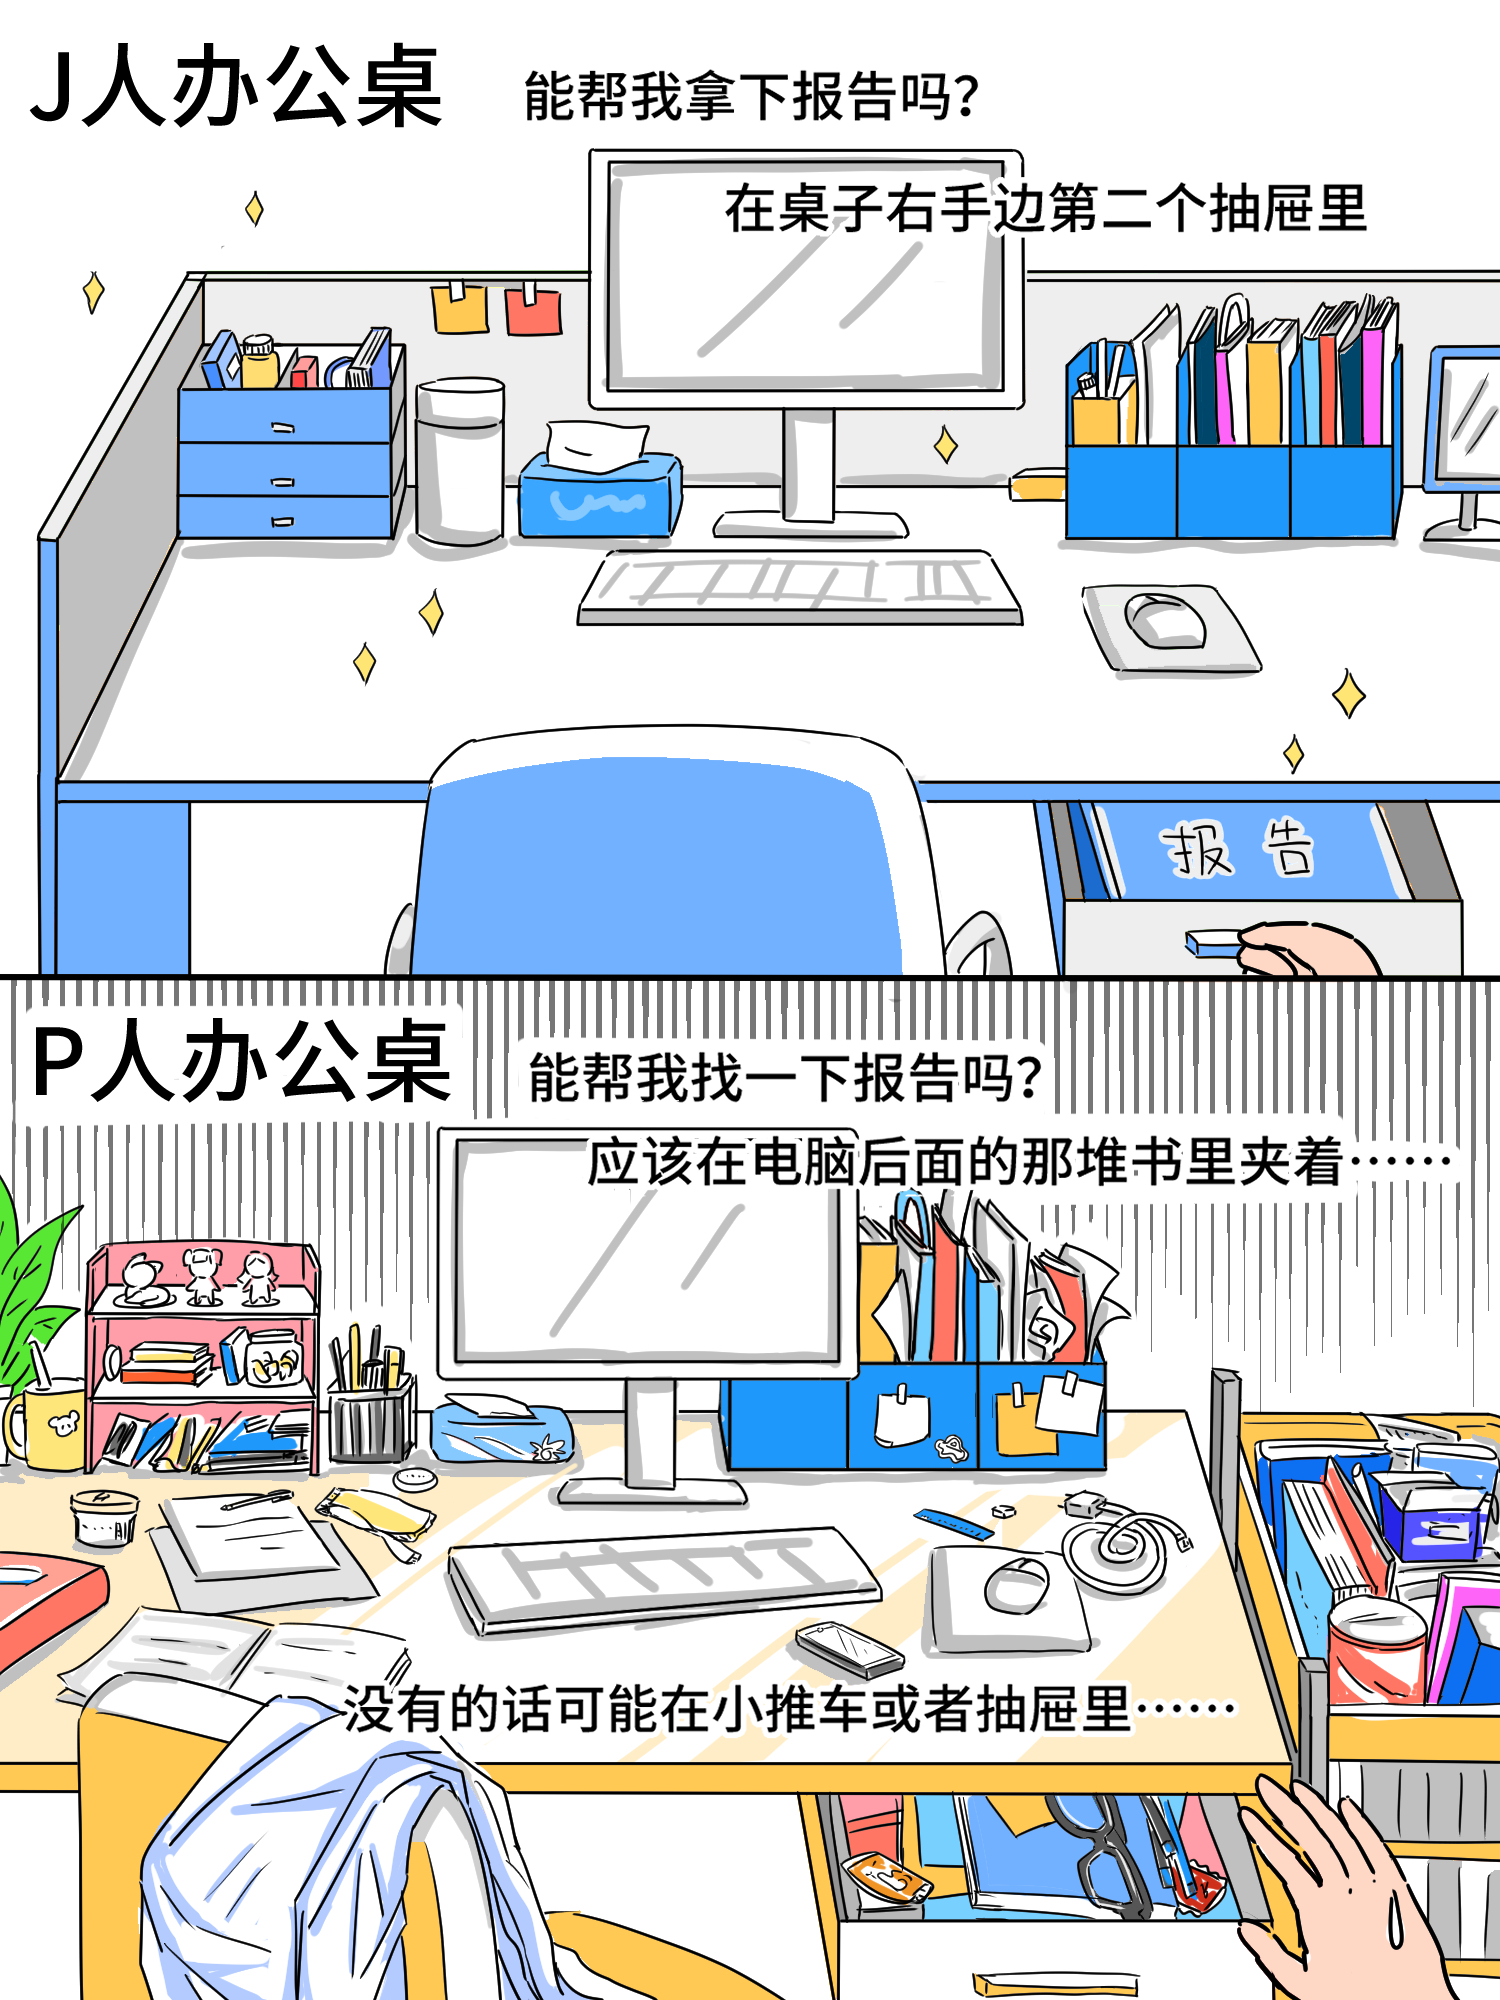 J人办公桌
能帮我拿下报告吗？
在桌子右手边第二个抽屉里
报告
P人办公桌
能帮我找一下报告吗？
应该在电脑后面的那堆书里夹着……
没有的话可能在小推车或者抽屉里……